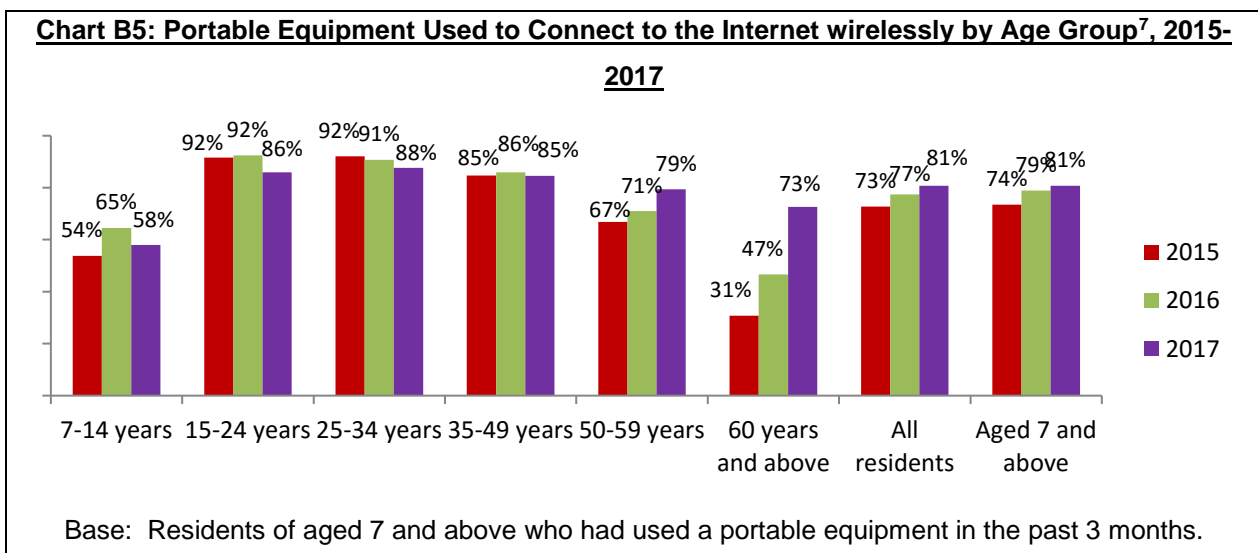 Chart B5: Portable Equipment Used to Connect to the Internet wirelessly by Age Group⁷, 2015-
2017
92% 92% 86% 92% 91% 88% 85% 86% 85% 79% 73% 77% 81% 74% 79% 81%
54% 65% 58% 67% 71% 73%
31% 47%
2015
2016
2017
7-14 years 15-24 years 25-34 years 35-49 years 50-59 years 60 years All Aged 7 and
and above residents above
Base: Residents of aged 7 and above who had used a portable equipment in the past 3 months.